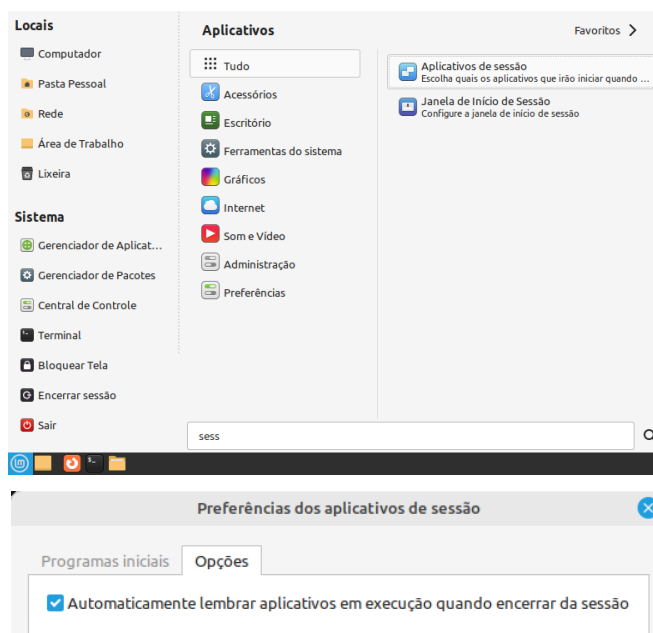 Locais
Computador
Pasta Pessoal
Rede
Área de Trabalho
Lixeira
Sistema
Gerenciador de Aplicat...
Gerenciador de Pacotes
Central de Controle
Terminal
Bloquear Tela
Encerrar sessão
Sair
Aplicativos
Favoritos
Tudo
Acessórios
Escritório
Ferramentas do sistema
Gráficos
Internet
Som e Vídeo
Administração
Preferências
Aplicativos de sessão
Escolha quais os aplicativos que irão iniciar quando ...
Janela de Início de Sessão
Configure a janela de início de sessão
sess
Preferências dos aplicativos de sessão
Programas iniciais Opções
Automaticamente lembrar aplicativos em execução quando encerrar da sessão